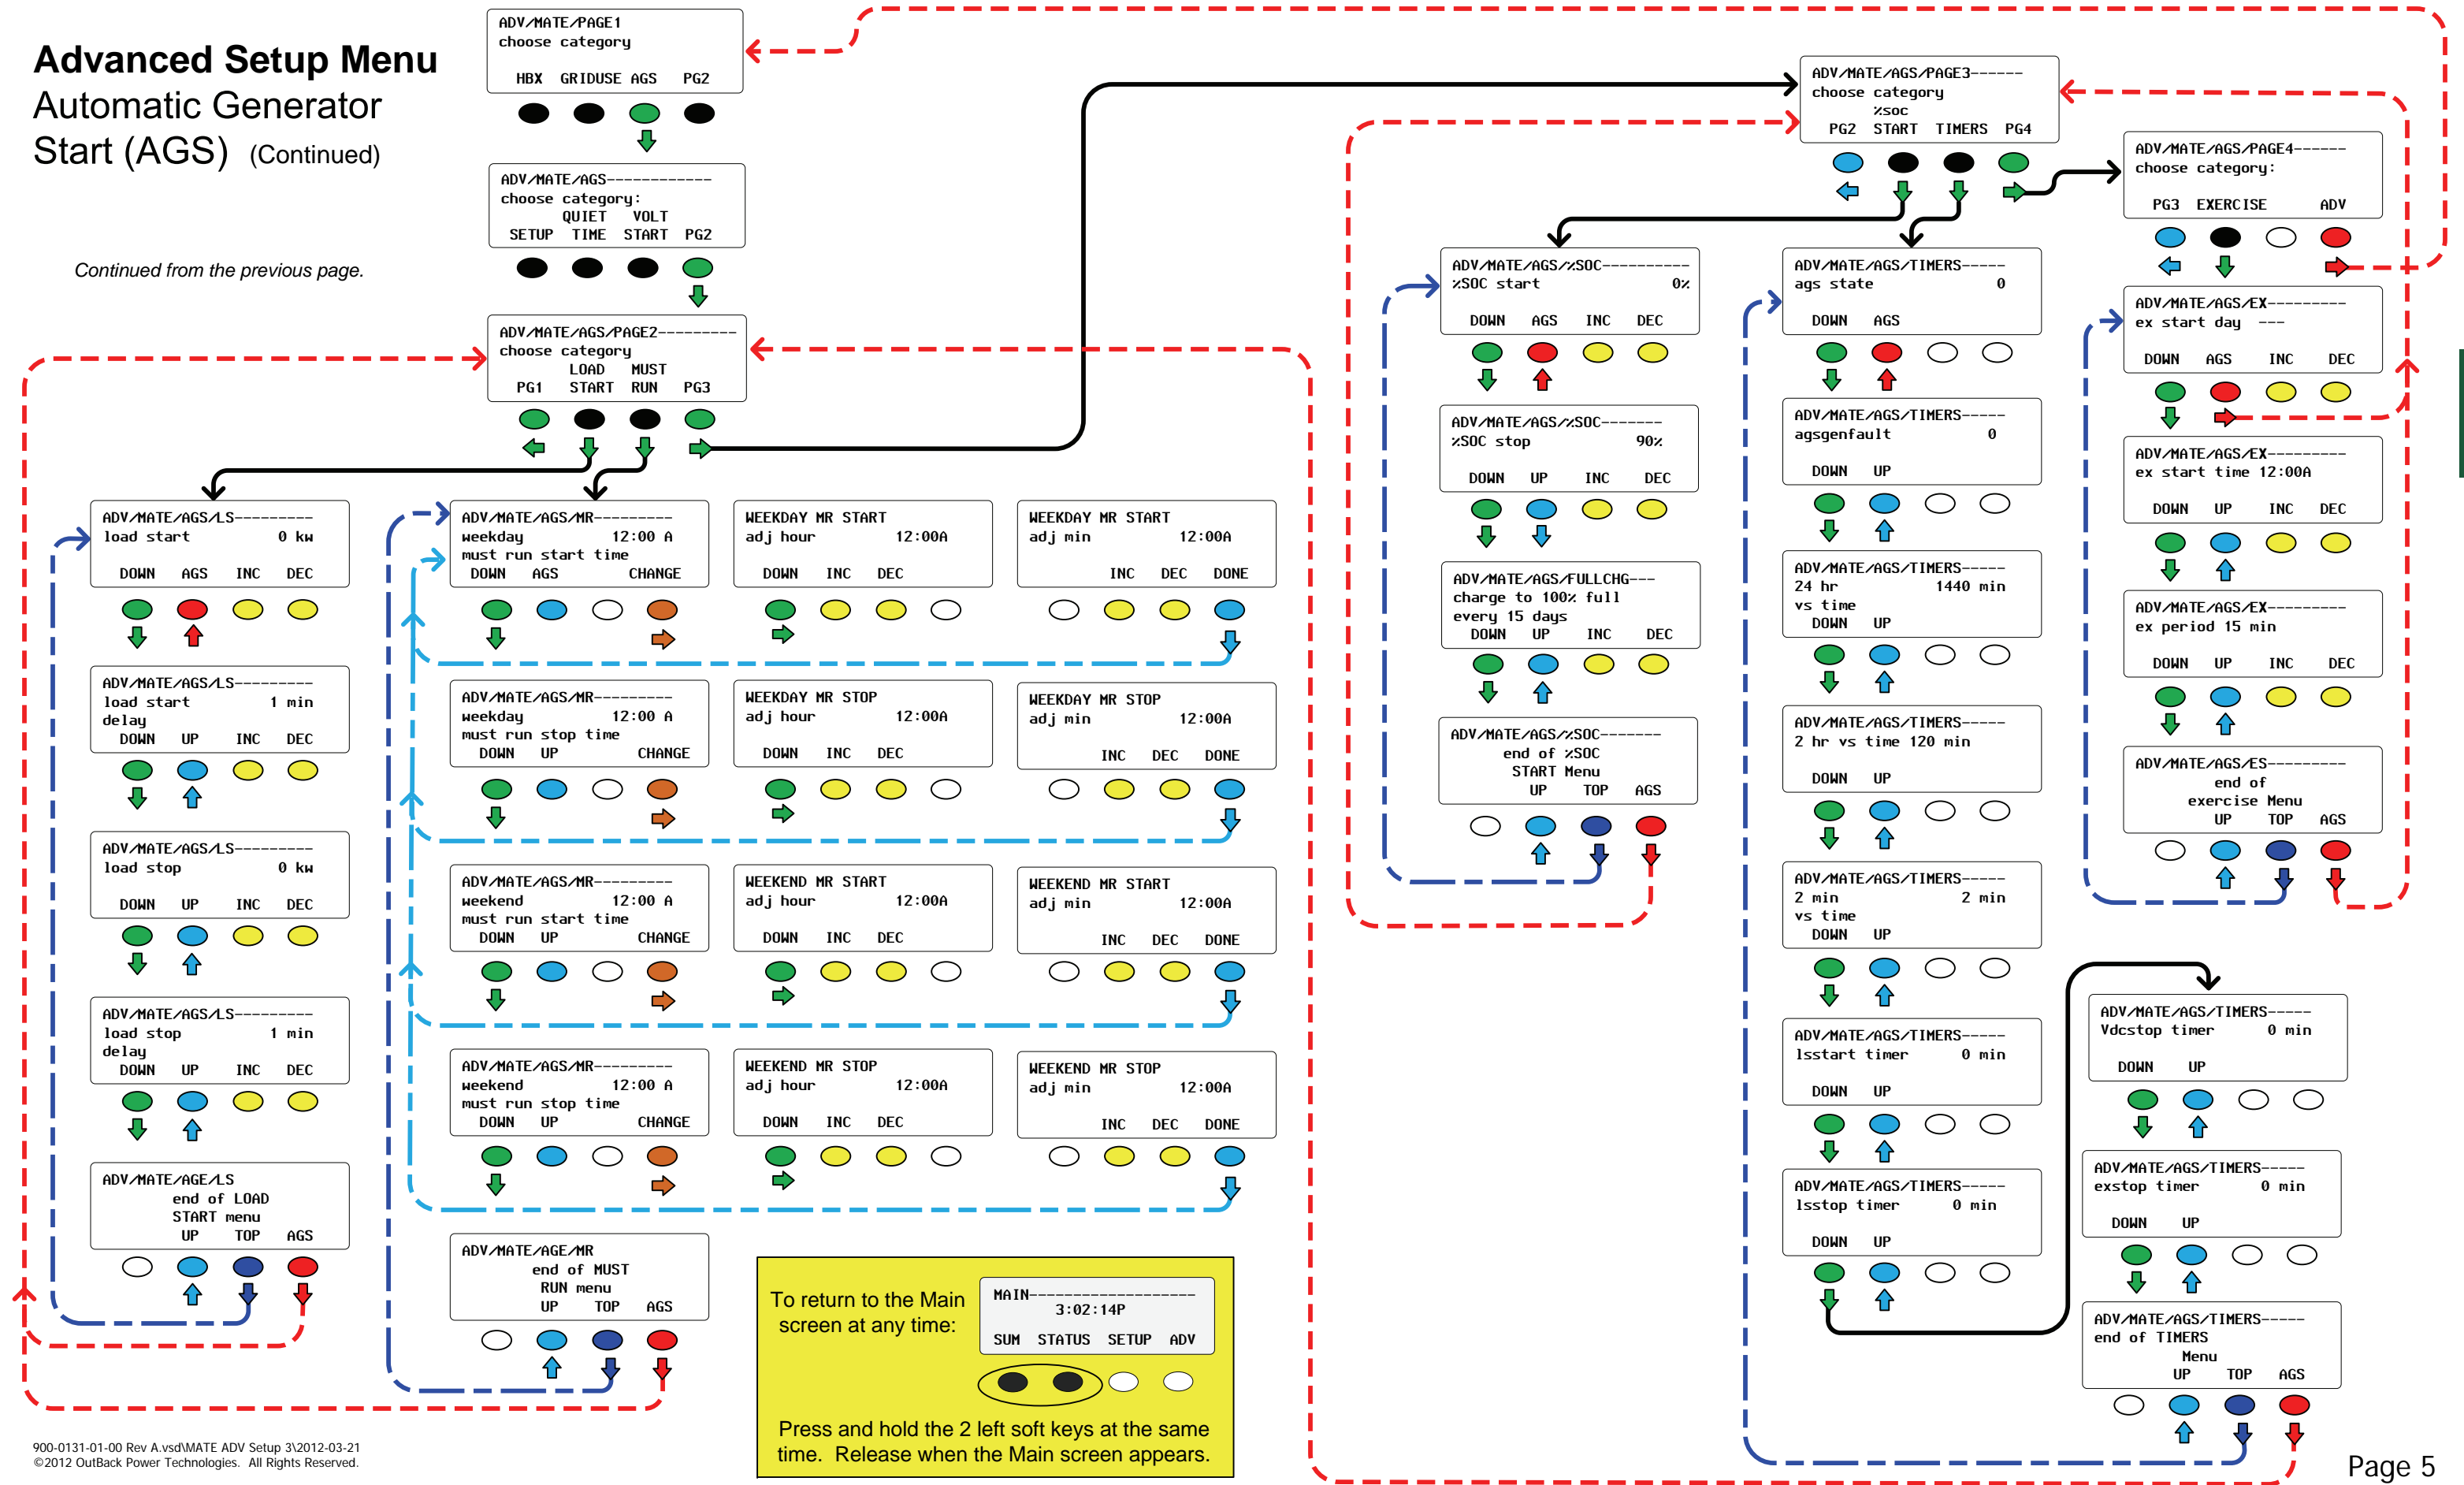 Advanced Setup Menu
Automatic Generator
Start (AGS) (Continued)
Continued from the previous page.
ADV/MATE/PAGE1
choose category
HBX GRIDUSE AGS PG2
ADV/MATE/AGS------------
choose category:
QUIET VOLT
SETUP TIME START PG2
ADV/MATE/AGS/PAGE2---------
choose category
LOAD MUST
PG1 START RUN PG3
ADV/MATE/AGS/LS---------
load start 0 kw
DOWN AGS INC DEC
ADV/MATE/AGS/LS---------
load start 1 min
delay
DOWN UP INC DEC
ADV/MATE/AGS/LS---------
load stop 0 kw
DOWN UP INC DEC
ADV/MATE/AGS/LS---------
load stop 1 min
delay
DOWN UP INC DEC
ADV/MATE/AGE/LS
end of LOAD
START menu
UP TOP AGS
ADV/MATE/AGS/MR---------
weekday 12:00 A
must run start time
DOWN AGS CHANGE
WEEKDAY MR START
adj hour 12:00A
DOWN INC DEC
WEEKDAY MR START
adj min 12:00A
INC DEC DONE
ADV/MATE/AGS/MR---------
weekday 12:00 A
must run stop time
DOWN UP CHANGE
WEEKDAY MR STOP
adj hour 12:00A
DOWN INC DEC
WEEKDAY MR STOP
adj min 12:00A
INC DEC DONE
ADV/MATE/AGS/MR---------
weekend 12:00 A
must run start time
DOWN UP CHANGE
WEEKEND MR START
adj hour 12:00A
DOWN INC DEC
WEEKEND MR START
adj min 12:00A
INC DEC DONE
ADV/MATE/AGS/MR---------
weekend 12:00 A
must run stop time
DOWN UP CHANGE
WEEKEND MR STOP
adj hour 12:00A
DOWN INC DEC
WEEKEND MR STOP
adj min 12:00A
INC DEC DONE
ADV/MATE/AGE/MR
end of MUST
RUN menu
UP TOP AGS
To return to the Main
screen at any time:
MAIN-------------------
3:02:14P
SUM STATUS SETUP ADV
Press and hold the 2 left soft keys at the same
time. Release when the Main screen appears.
ADV/MATE/AGS/PAGE3------
choose category
%soc
PG2 START TIMERS PG4
ADV/MATE/AGS/%SOC----------
%SOC start 0%
DOWN AGS INC DEC
ADV/MATE/AGS/%SOC-------
%SOC stop 90%
DOWN UP INC DEC
ADV/MATE/AGS/FULLCHG---
charge to 100% full
every 15 days
DOWN UP INC DEC
ADV/MATE/AGS/%SOC-------
end of %SOC
START Menu
UP TOP AGS
ADV/MATE/AGS/TIMERS-----
ags state 0
DOWN AGS
ADV/MATE/AGS/TIMERS-----
agsgenfault 0
DOWN UP
ADV/MATE/AGS/TIMERS-----
24 hr 1440 min
vs time
DOWN UP
ADV/MATE/AGS/TIMERS-----
2 hr vs time 120 min
DOWN UP
ADV/MATE/AGS/TIMERS-----
2 min 2 min
vs time
DOWN UP
ADV/MATE/AGS/TIMERS-----
lsstart timer 0 min
DOWN UP
ADV/MATE/AGS/TIMERS-----
lsstop timer 0 min
DOWN UP
ADV/MATE/AGS/TIMERS-----
Vdcstop timer 0 min
DOWN UP
ADV/MATE/AGS/TIMERS-----
exstop timer 0 min
DOWN UP
ADV/MATE/AGS/TIMERS-----
end of TIMERS
Menu
UP TOP AGS
ADV/MATE/AGS/PAGE4------
choose category:
PG3 EXERCISE ADV
ADV/MATE/AGS/EX---------
ex start day ---
DOWN AGS INC DEC
ADV/MATE/AGS/EX---------
ex start time 12:00A
DOWN UP INC DEC
ADV/MATE/AGS/EX---------
ex period 15 min
DOWN UP INC DEC
ADV/MATE/AGS/ES---------
end of
exercise Menu
UP TOP AGS
900-0131-01-00 Rev A.vsd\MATE ADV Setup 3\2012-03-21
©2012 OutBack Power Technologies. All Rights Reserved.
Page 5